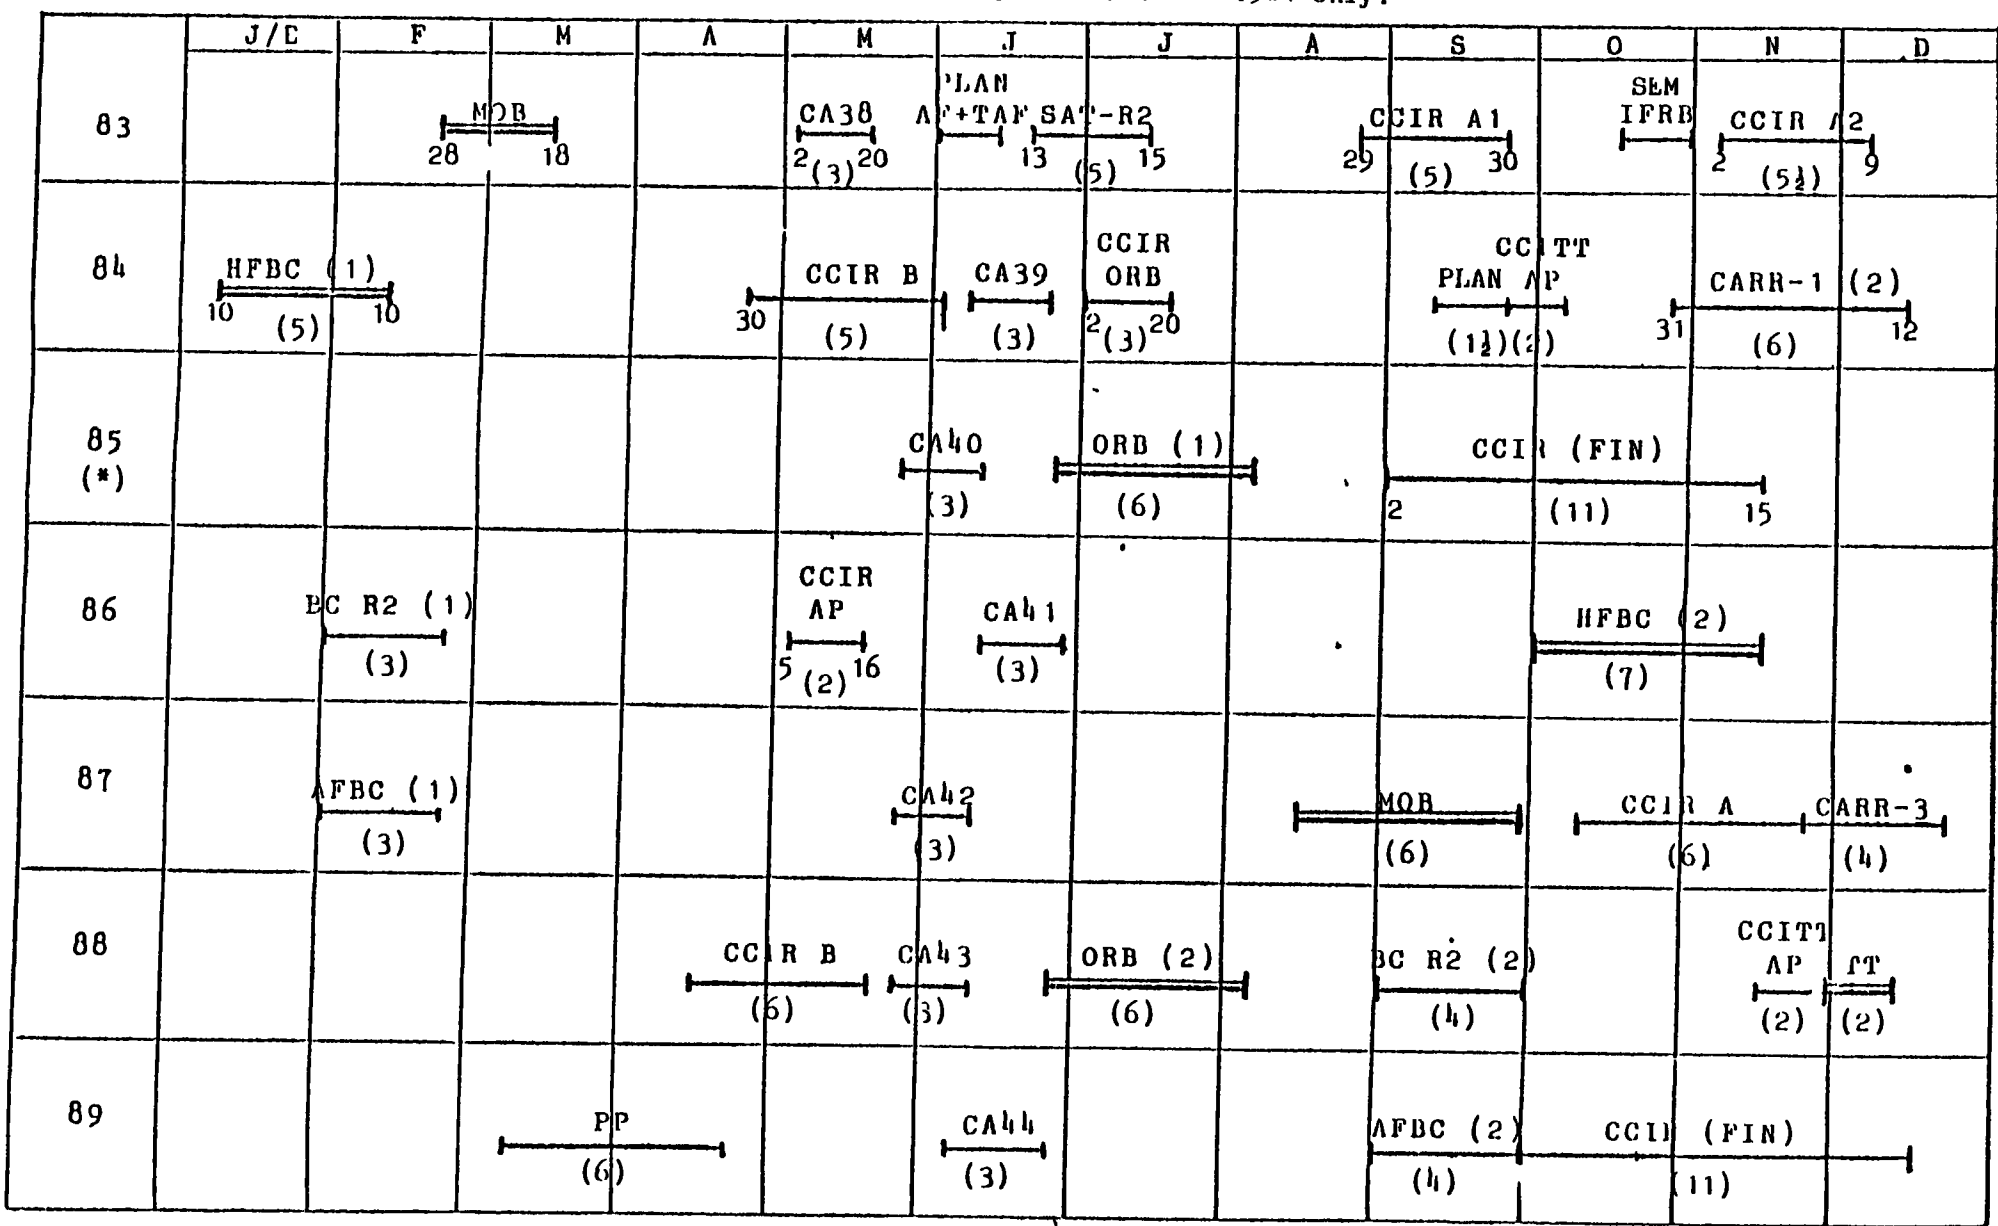 only.
J/E F M A M J J A S O N D
83
MOB
28 18
CA38
2 20
(3)
PLAN
AF+TAF
SAT-R2
13 15
(5)
CCIR A1
29 30
(5)
SEM
IFRB
CCIR A2
2 9
(5½)
84
HFBC (1)
10 10
(5)
CCIR B
30
(5)
CA39
(3)
CCIR
ORB
2 20
(3)
CCITT
PLAN AP
(1½)(2)
CARR-1 (2)
31 12
(6)
85
(*)
CA40
(3)
ORB (1)
(6)
CCIR (FIN)
2 15
(11)
86
BC R2 (1)
(3)
CCIR
AP
5 16
(2)
CA41
(3)
HFBC (2)
(7)
87
AFBC (1)
(3)
CA42
(3)
MOB
(6)
CCIR A
(6)
CARR-3
(4)
88
CCIR B
(6)
CA43
(3)
ORB (2)
(6)
BC R2 (2)
(4)
CCITT
AP
(2)
TT
(2)
89
PP
(6)
CA44
(3)
AFBC (2)
(4)
CCIR (FIN)
(11)